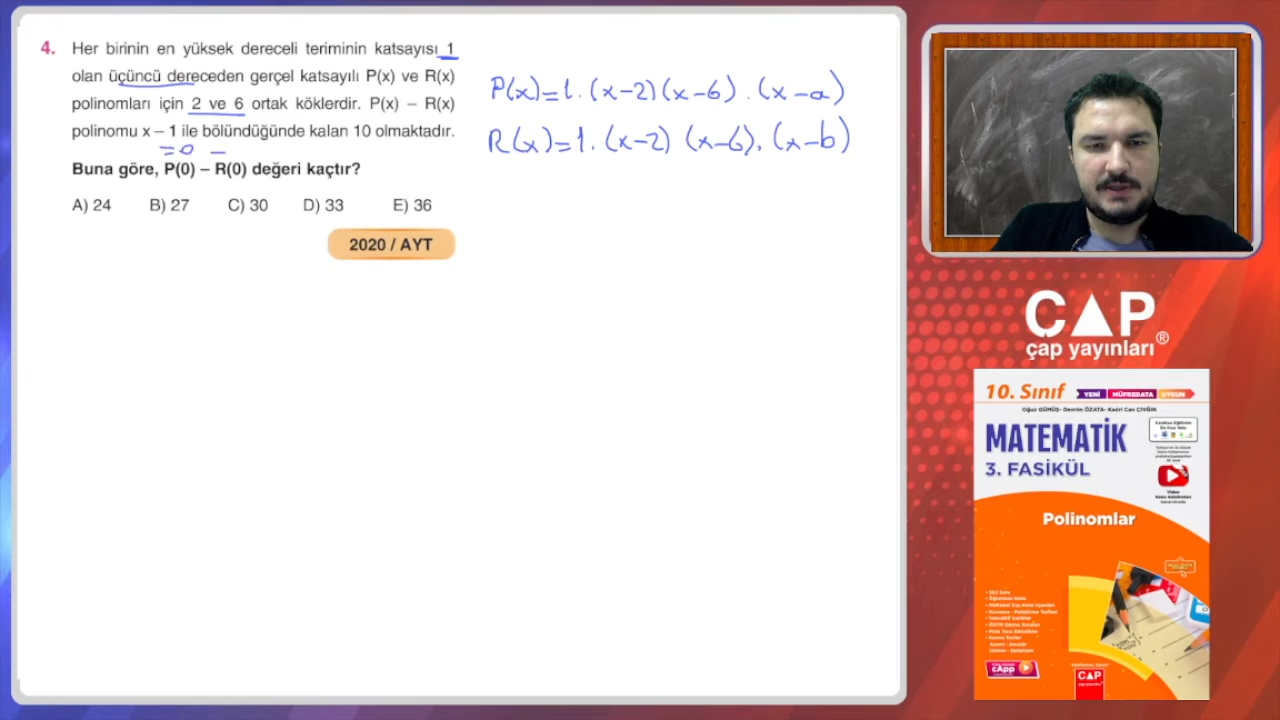 4. Her birinin en yüksek dereceli teriminin katsayısı 1
olan üçüncü dereceden gerçel katsayılı P(x) ve R(x)
polinomları için 2 ve 6 ortak köklerdir. P(x) – R(x)
polinomu x – 1 ile bölündüğünde kalan 10 olmaktadır.
=0
Buna göre, P(0) – R(0) değeri kaçtır?
A) 24 B) 27 C) 30 D) 33 E) 36
2020 / AYT
P(x)=1.(x-2)(x-6).(x-a)
R(x)=1.(x-2)(x-6).(x-b)
ÇAP
çap yayınları®
10. Sınıf
YENİ MÜFREDATA UYGUN
Oğuz GÜMÜŞ- Devrim ÖZATA- Kadri Can ÇIVĞIN
MATEMATİK
3. FASİKÜL
Polinomlar
ÇAP